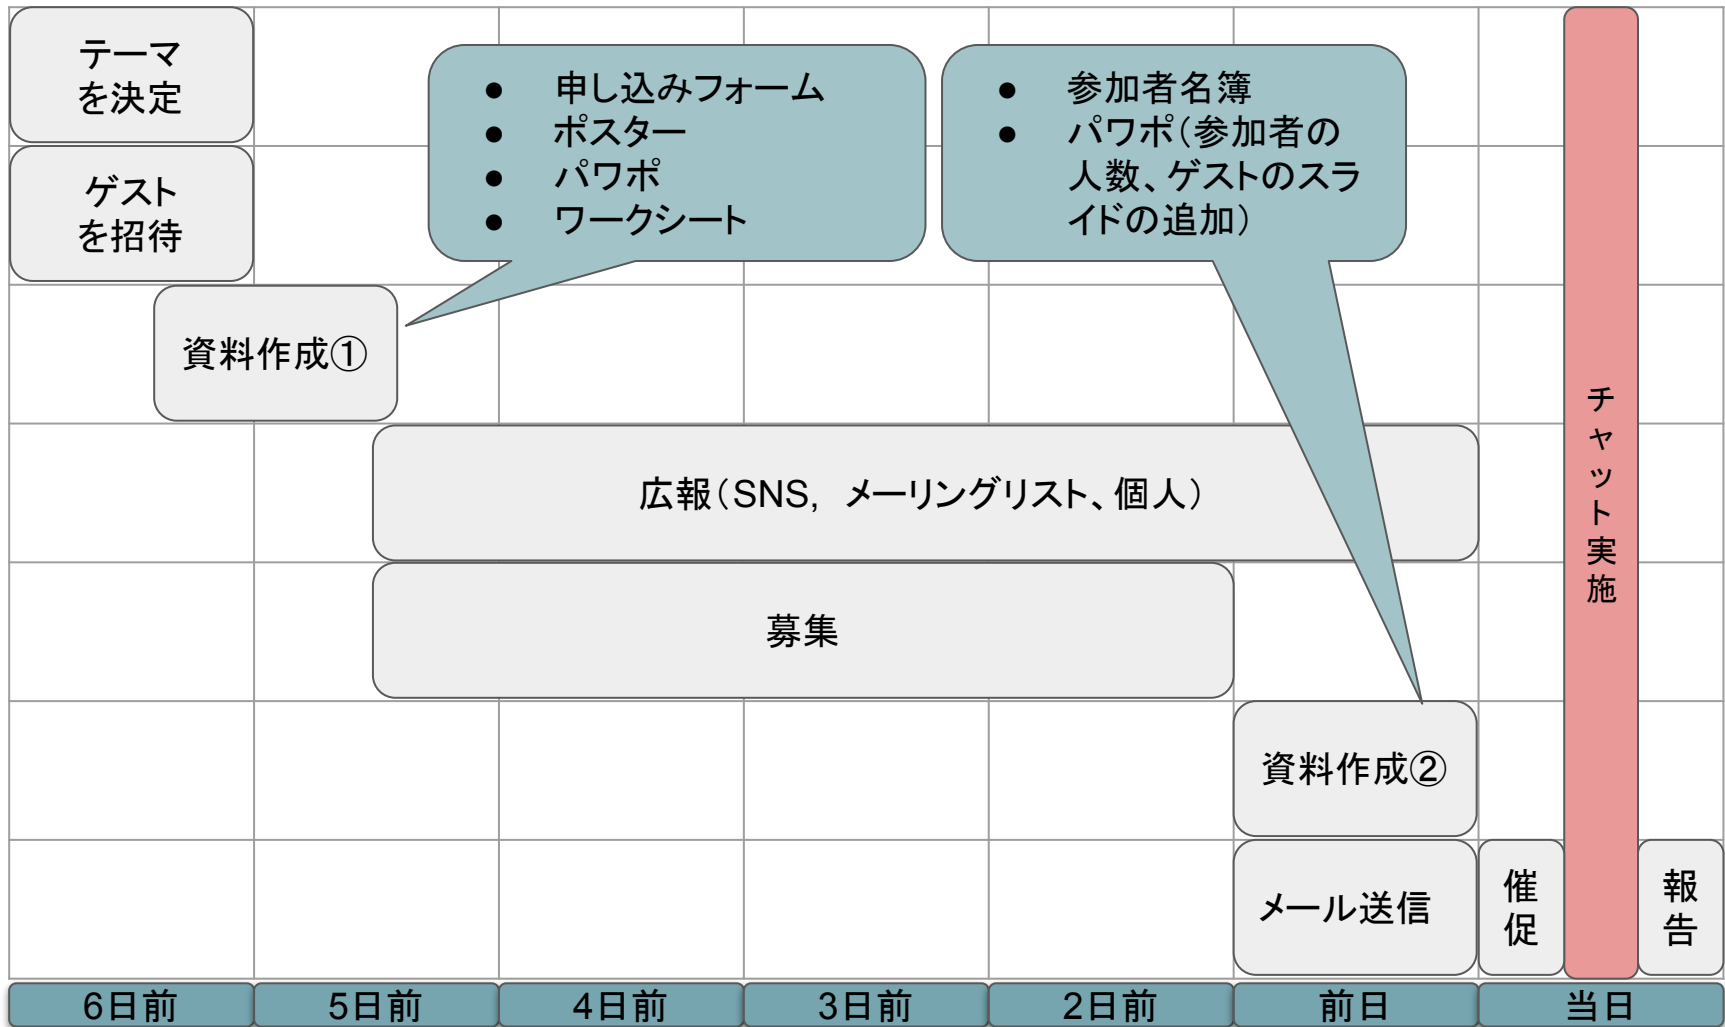 テーマ
を決定
ゲスト
を招待
● 申し込みフォーム
● ポスター
● パワポ
● ワークシート
● 参加者名簿
● パワポ（参加者の
人数、ゲストのスラ
イドの追加）
資料作成①
広報（SNS, メーリングリスト、個人）
募集
資料作成②
メール送信
催
促
チ
ャ
ッ
ト
実
施
報
告
6日前
5日前
4日前
3日前
2日前
前日
当日